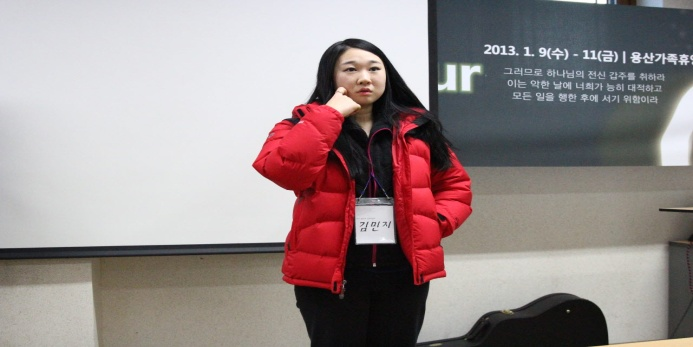 ur
2013. 1. 9(수) - 11(금) | 용산가족휴양
그러므로 하나님의 전신 갑주를 취하라
이는 악한 날에 너희가 능히 대적하고
모든 일을 행한 후에 서기 위함이라
김민지